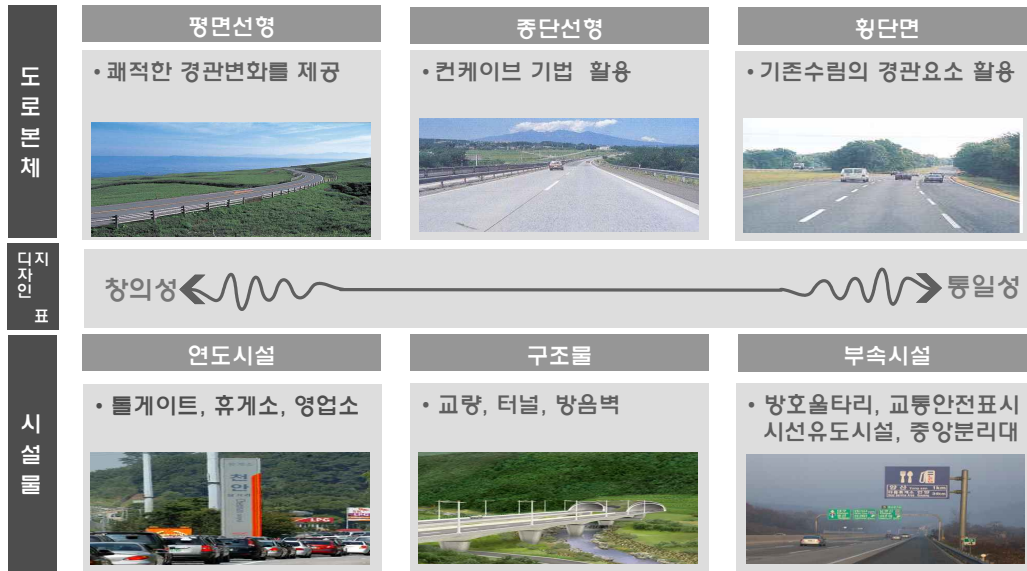 도로본체
평면선형
• 쾌적한 경관변화를 제공
종단선형
• 컨케이브 기법 활용
횡단면
• 기존수림의 경관요소 활용
디자인지표
창의성
통일성
시설물
연도시설
• 톨게이트, 휴게소, 영업소
천안
LPG
LPG
구조물
• 교량, 터널, 방음벽
부속시설
• 방호울타리, 교통안전표시
시선유도시설, 중앙분리대